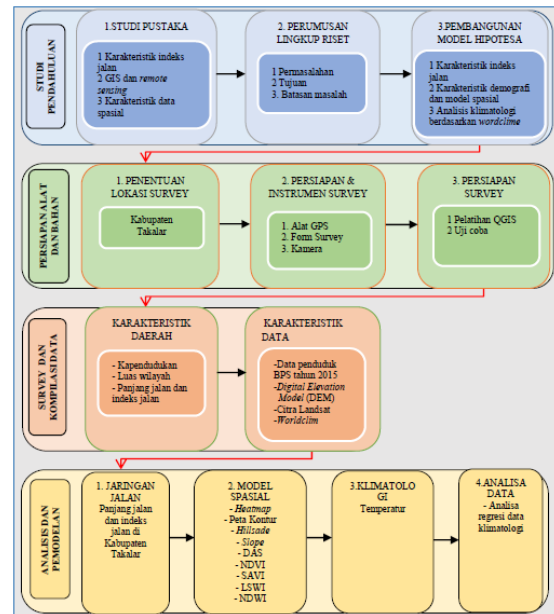 STUDI
PENDAHULUAN
1.STUDI PUSTAKA
1 Karakteristik indeks
jalan
2 GIS dan remote
sensing
3 Karakteristik data
spasial
2. PERUMUSAN
LINGKUP RISET
1 Permasalahan
2 Tujuan
3. Batasan masalah
3.PEMBANGUNAN
MODEL HIPOTESA
1 Karakteristik indeks
jalan
2 Karakteristik demografi
dan model spasial
3 Analisis klimatologi
berdasarkan wordclime
PERSIAPAN ALAT
DAN BAHAN
1. PENENTUAN
LOKASI SURVEY
Kabupaten
Takalar
2. PERSIAPAN &
INSTRUMEN SURVEY
1. Alat GPS
2. Form Survey
3. Kamera
3. PERSIAPAN
SURVEY
1 Pelatihan QGIS
2 Uji coba
SURVEY DAN
KOMPILASI DATA
KARAKTERISTIK
DAERAH
- Kapendudukan
- Luas wilayah
- Panjang jalan dan
indeks jalan
KARAKTERISTIK
DATA
-Data penduduk
BPS tahun 2015
-Digital Elevation
Model (DEM)
-Citra Landsat
-Worldclim
ANALISIS DAN
PEMODELAN
1. JARINGAN
JALAN
Panjang jalan
dan indeks
jalan di
Kabupaten
Takalar
2. MODEL
SPASIAL
- Heatmap
- Peta Kontur
- Hillsade
- Slope
- DAS
- NDVI
- SAVI
- LSWI
- NDWI
3.KLIMATOLO
GI
Temperatur
4.ANALISA
DATA
- Analisa
regresi data
klimatologi